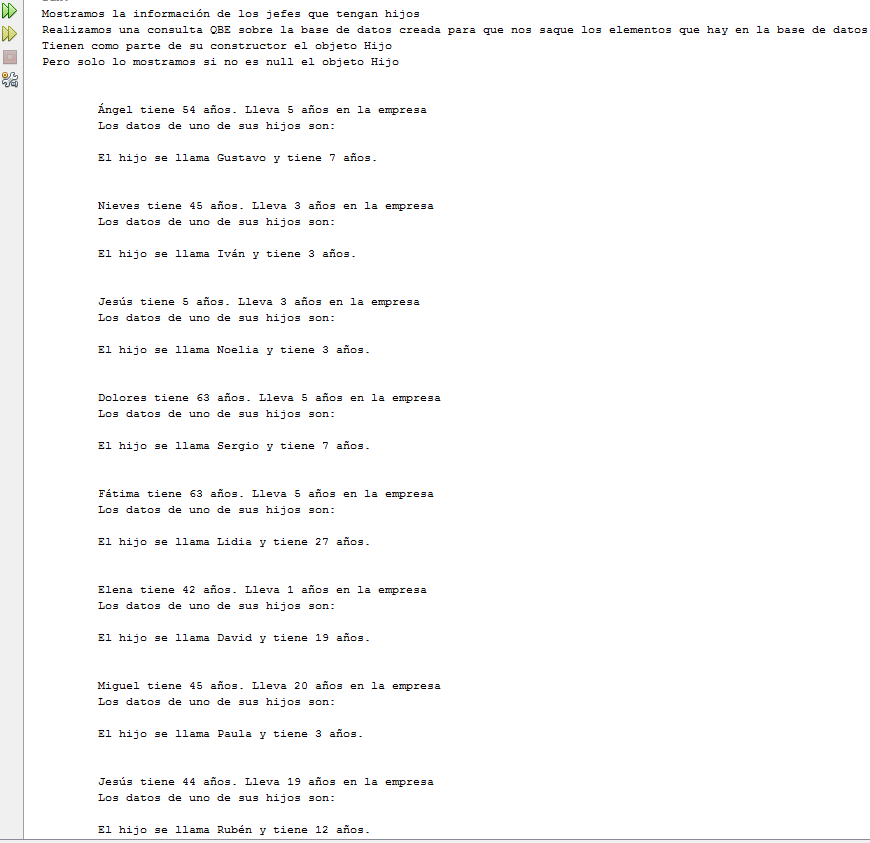 Mostramos la información de los jefes que tengan hijos
Realizamos una consulta QBE sobre la base de datos creada para que nos saque los elementos que hay en la base de datos
Tienen como parte de su constructor el objeto Hijo
Pero solo lo mostramos si no es null el objeto Hijo
Ángel tiene 54 años. Lleva 5 años en la empresa
Los datos de uno de sus hijos son:
El hijo se llama Gustavo y tiene 7 años.
Nieves tiene 45 años. Lleva 3 años en la empresa
Los datos de uno de sus hijos son:
El hijo se llama Iván y tiene 3 años.
Jesús tiene 5 años. Lleva 3 años en la empresa
Los datos de uno de sus hijos son:
El hijo se llama Noelia y tiene 3 años.
Dolores tiene 63 años. Lleva 5 años en la empresa
Los datos de uno de sus hijos son:
El hijo se llama Sergio y tiene 7 años.
Fátima tiene 63 años. Lleva 5 años en la empresa
Los datos de uno de sus hijos son:
El hijo se llama Lidia y tiene 27 años.
Elena tiene 42 años. Lleva 1 años en la empresa
Los datos de uno de sus hijos son:
El hijo se llama David y tiene 19 años.
Miguel tiene 45 años. Lleva 20 años en la empresa
Los datos de uno de sus hijos son:
El hijo se llama Paula y tiene 3 años.
Jesús tiene 44 años. Lleva 19 años en la empresa
Los datos de uno de sus hijos son:
El hijo se llama Rubén y tiene 12 años.